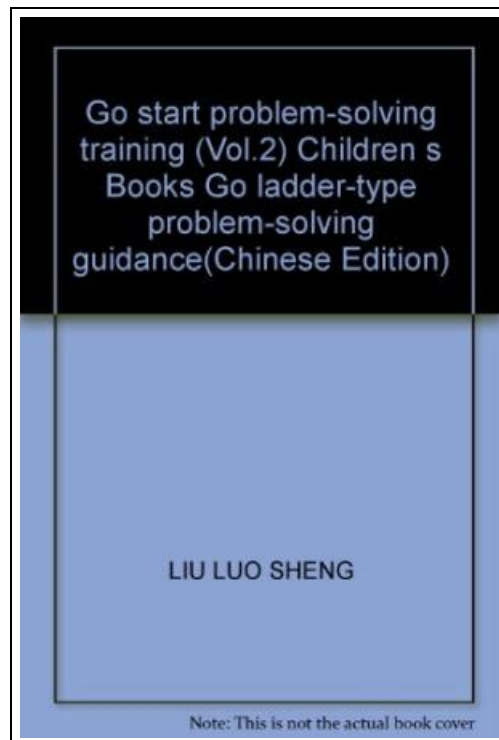 Go start problem-solving
training (Vol.2) Children s
Books Go ladder-type
problem-solving
guidance(Chinese Edition)
LIU LUO SHENG
Note: This is not the actual book cover